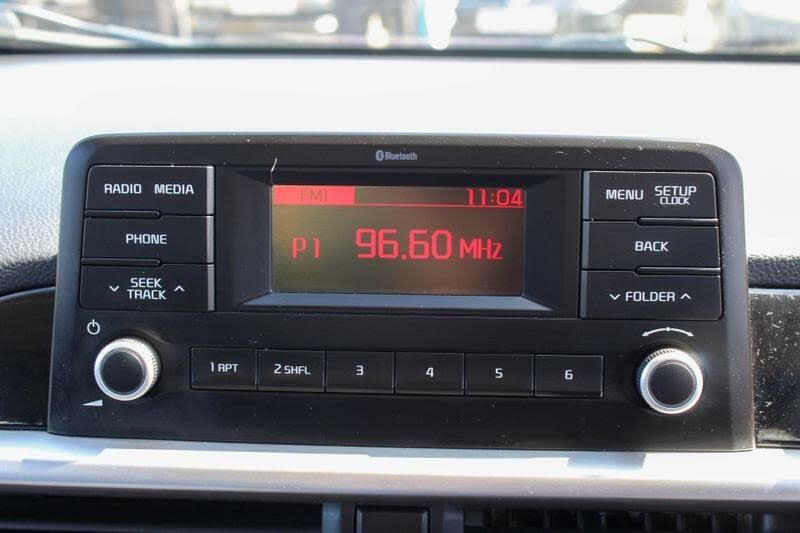 Bluetooth
RADIO MEDIA
PHONE
SEEK
TRACK
FM1 11:04
P1 96.60 MHz
MENU SETUP
CLOCK
BACK
FOLDER
1 RPT 2 SHFL 3 4 5 6